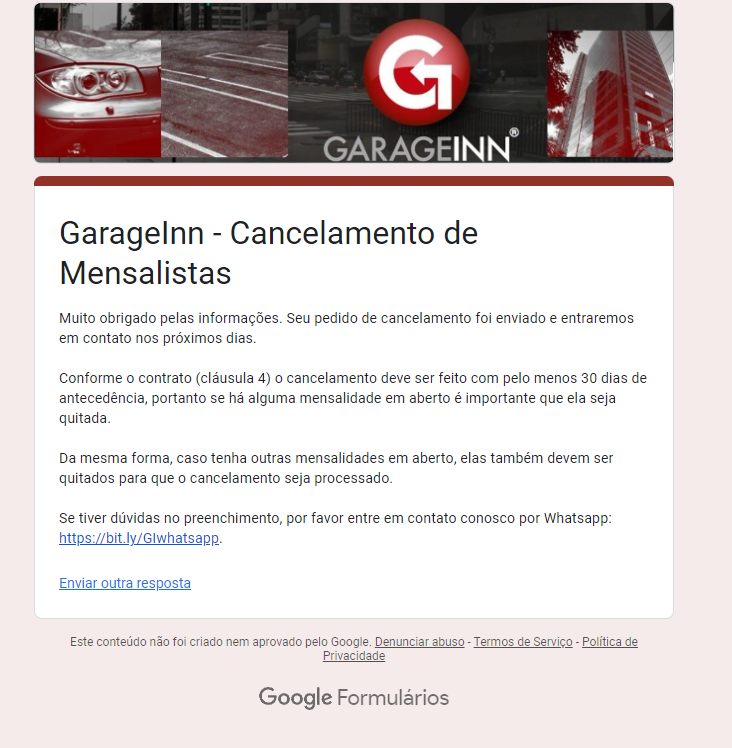 GARAGEINN®
GarageInn - Cancelamento de
Mensalistas
Muito obrigado pelas informações. Seu pedido de cancelamento foi enviado e entraremos
em contato nos próximos dias.
Conforme o contrato (cláusula 4) o cancelamento deve ser feito com pelo menos 30 dias de
antecedência, portanto se há alguma mensalidade em aberto é importante que ela seja
quitada.
Da mesma forma, caso tenha outras mensalidades em aberto, elas também devem ser
quitados para que o cancelamento seja processado.
Se tiver dúvidas no preenchimento, por favor entre em contato conosco por Whatsapp:
https://bit.ly/GIwhatsapp.
Enviar outra resposta
Este conteúdo não foi criado nem aprovado pelo Google. Denunciar abuso - Termos de Serviço - Política de
Privacidade
Google Formulários